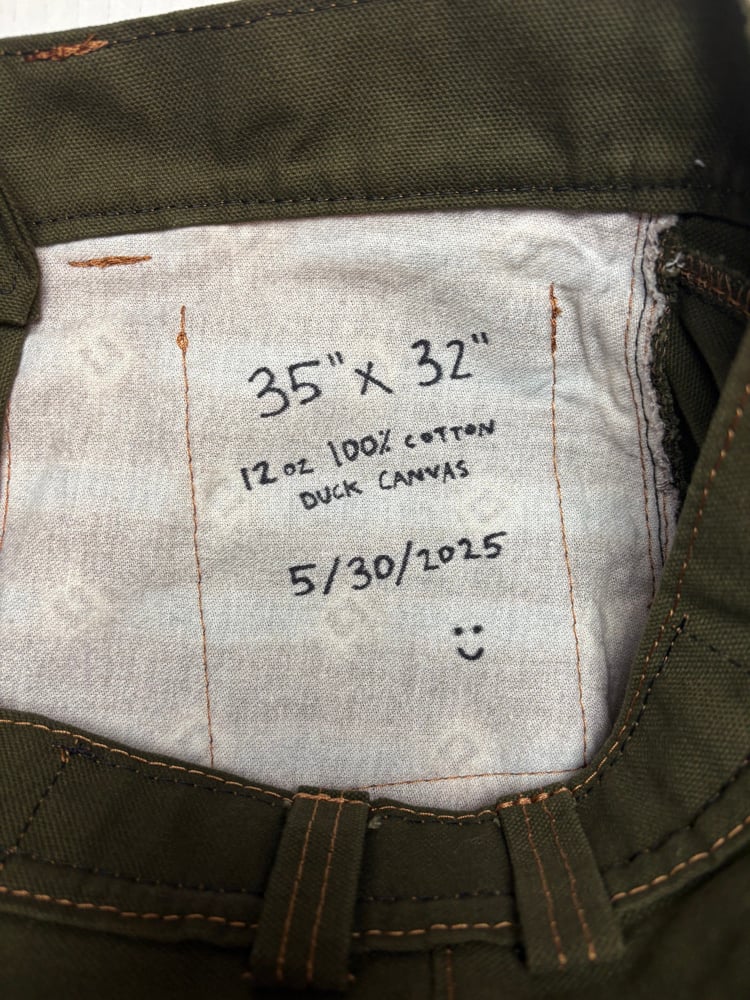 35" x 32"
12 oz 100% COTTON
DUCK CANVAS
5/30/2025
:)